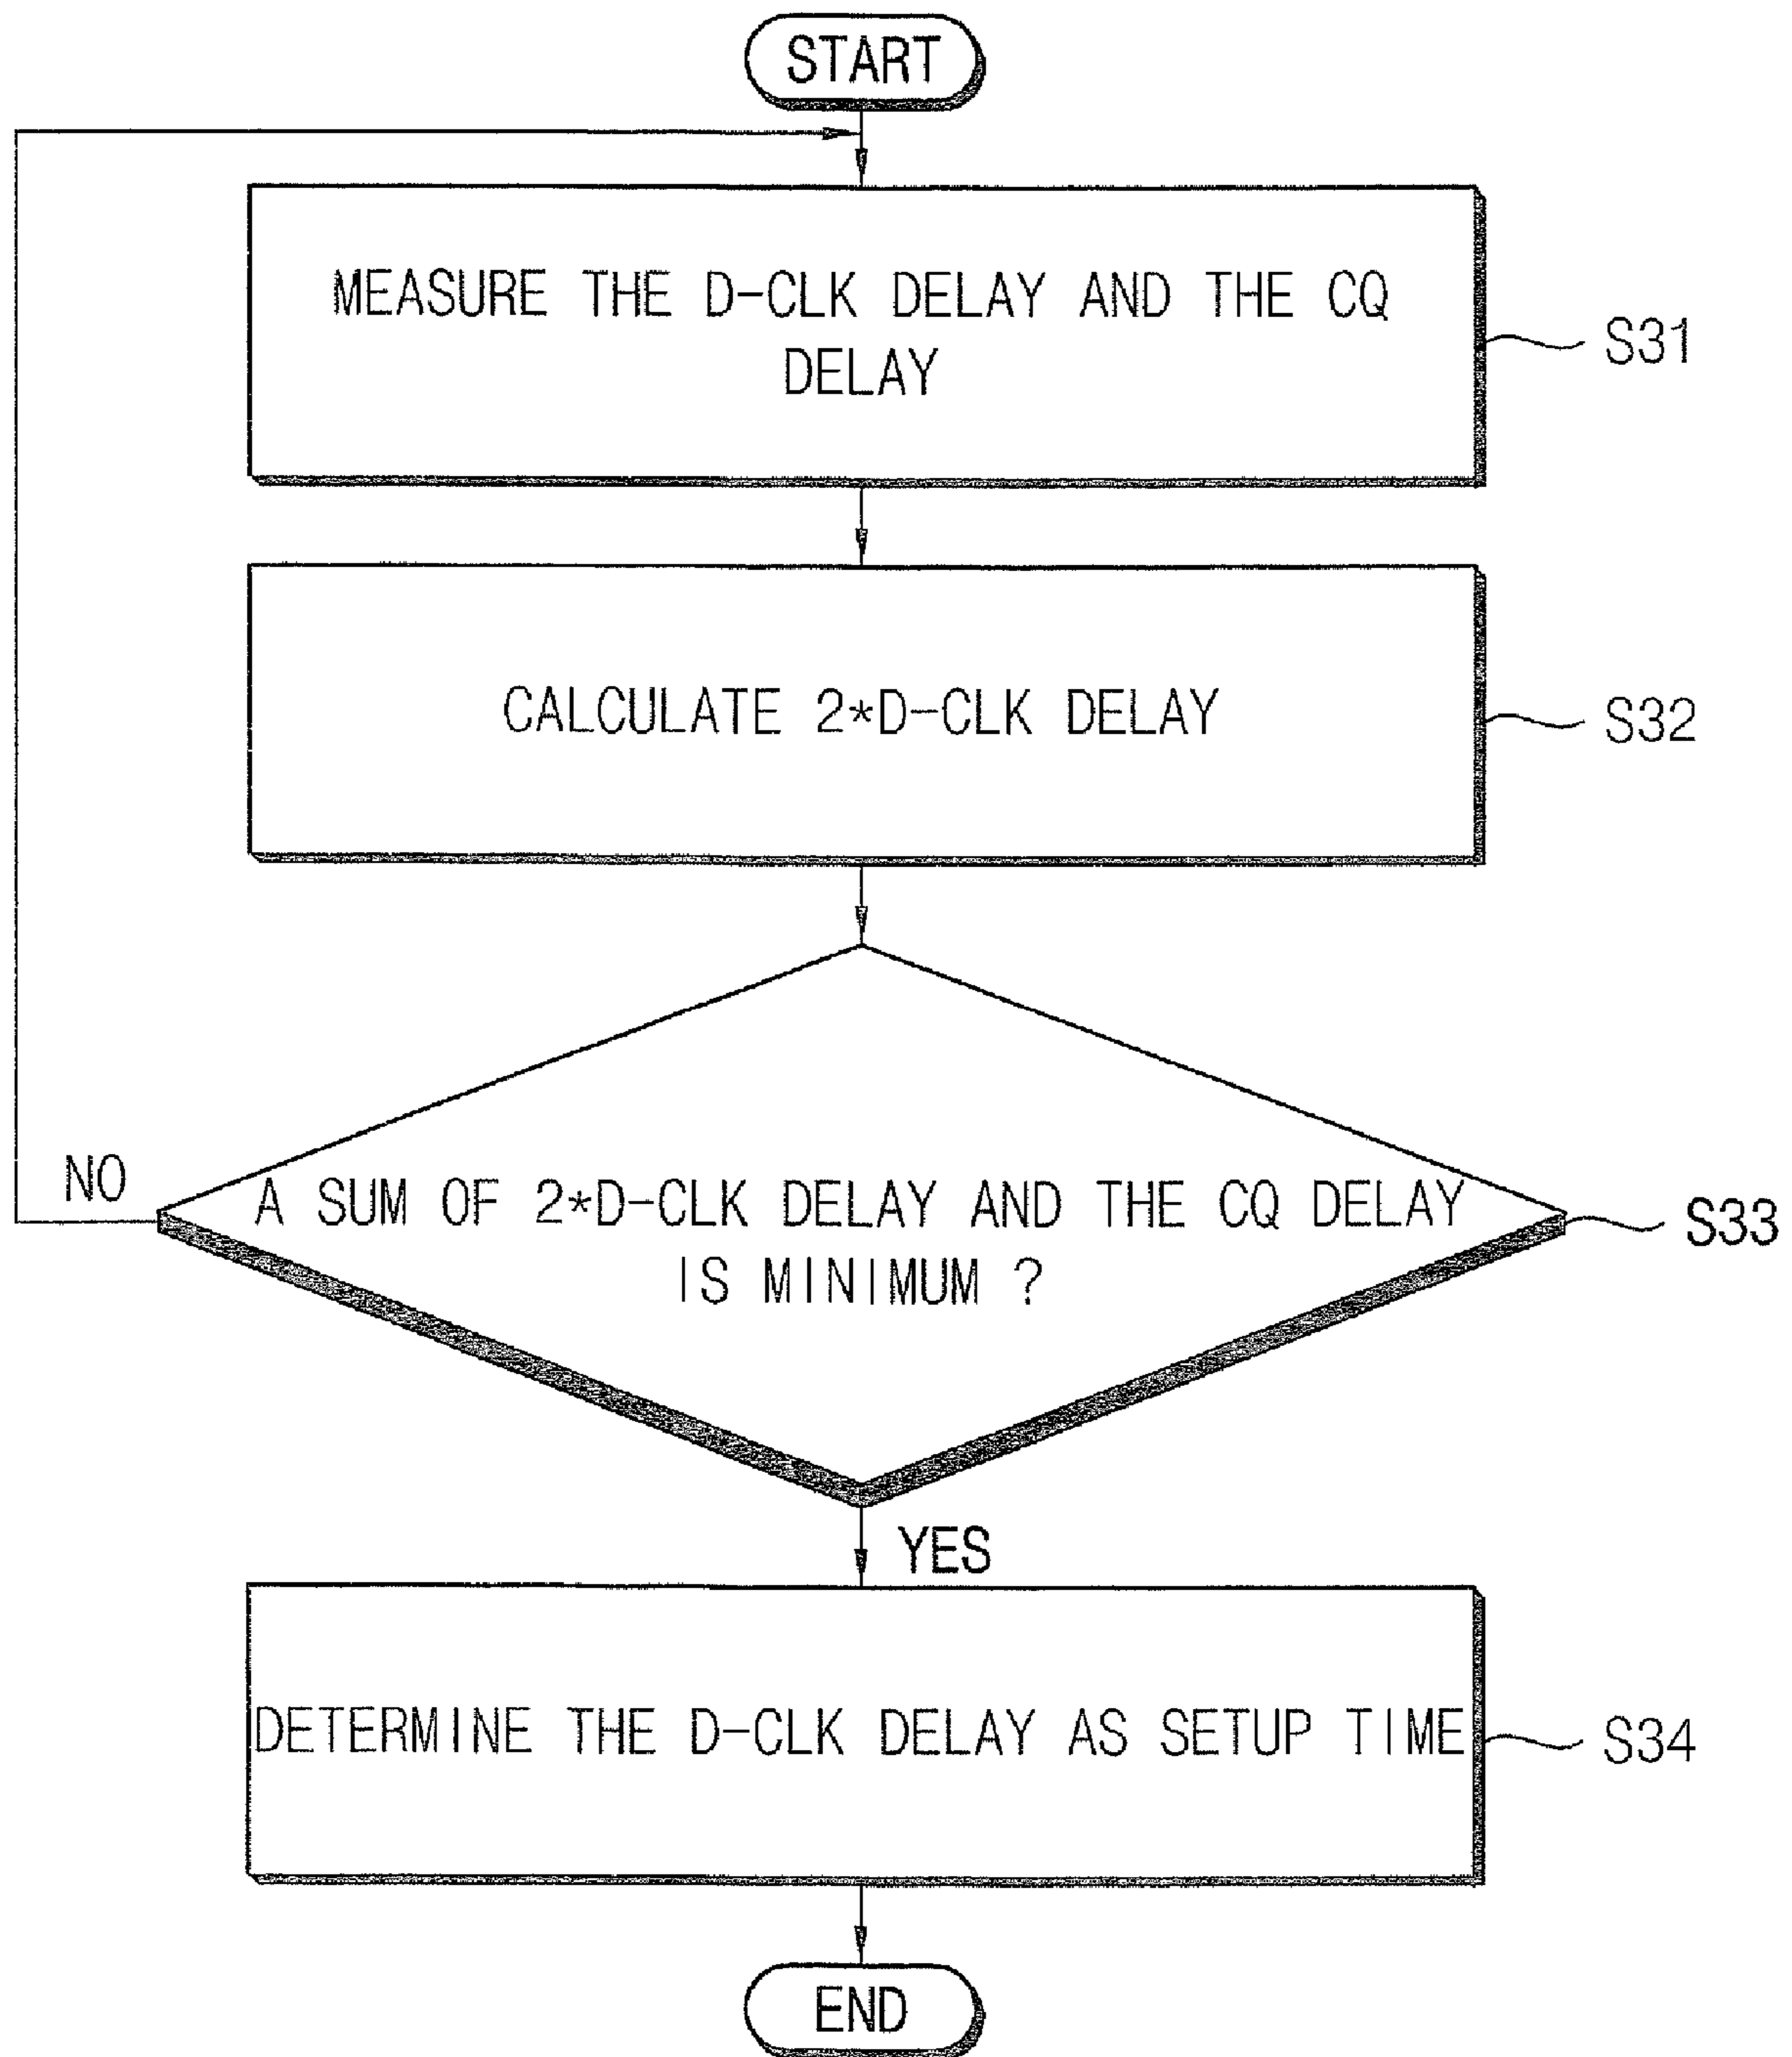 START
MEASURE THE D-CLK DELAY AND THE CQ
DELAY
S31
CALCULATE 2*D-CLK DELAY
S32
NO
A SUM OF 2*D-CLK DELAY AND THE CQ DELAY
IS MINIMUM ?
S33
YES
DETERMINE THE D-CLK DELAY AS SETUP TIME
S34
END